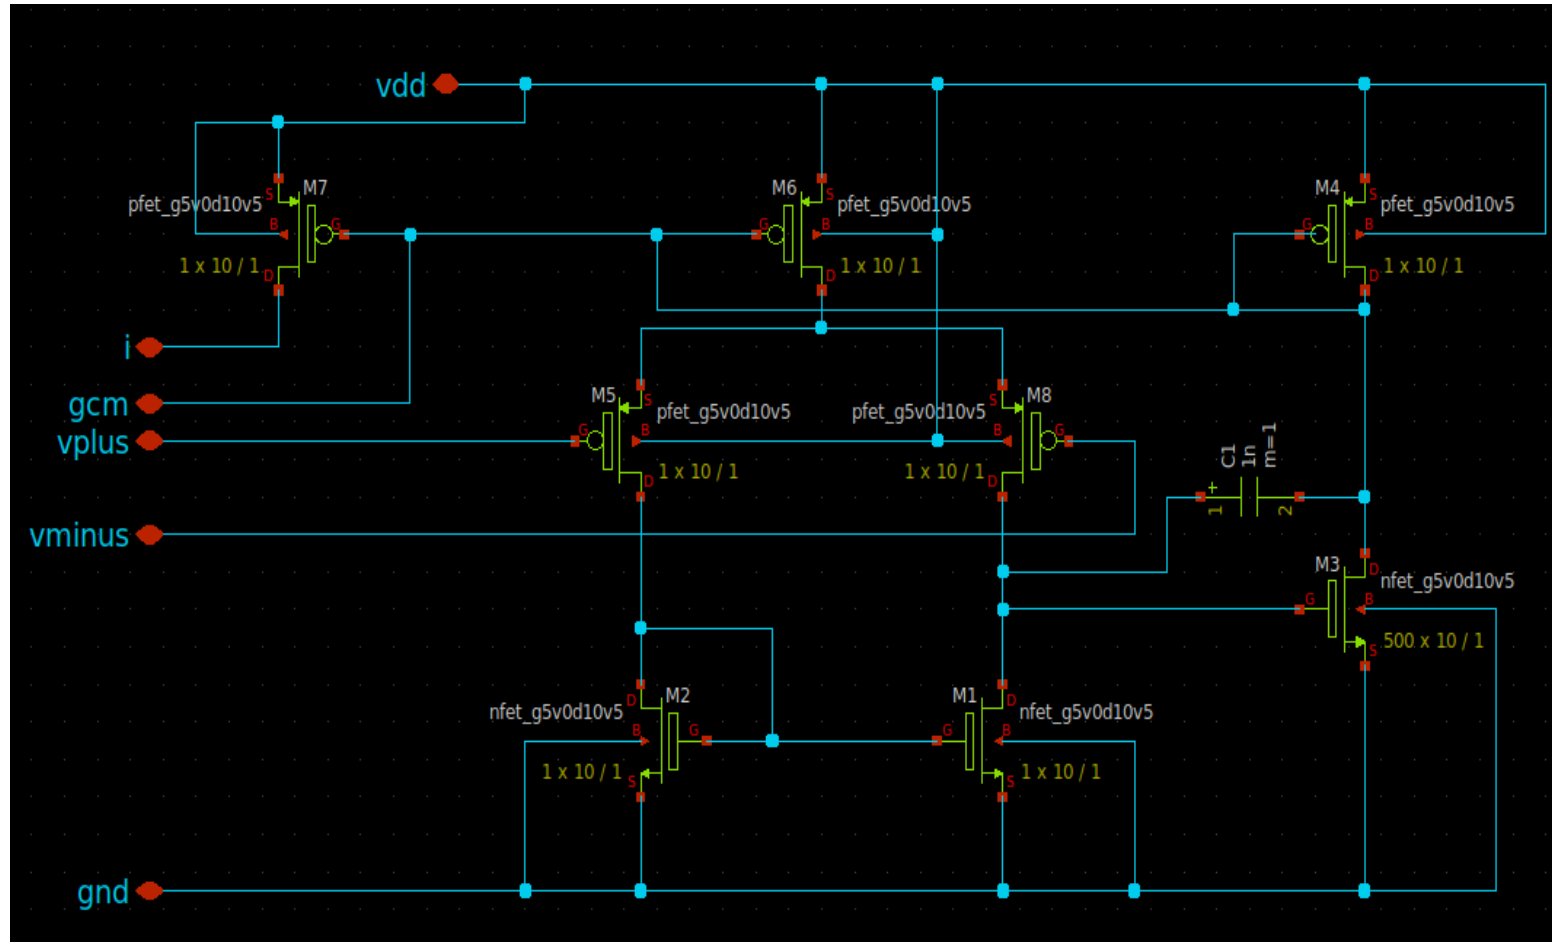 vdd
M7
M6
M4
S
S
S
pfet_g5v0d10v5
pfet_g5v0d10v5
pfet_g5v0d10v5
B
G
G
B
G
B
1 x 10 / 1
1 x 10 / 1
1 x 10 / 1
D
D
D
i
gcm
M5
M8
S
S
pfet_g5v0d10v5
pfet_g5v0d10v5
vplus
G
B
B
G
1 x 10 / 1
1 x 10 / 1
D
D
C1
1n
m=1
+
1
2
vminus
M3
D
nfet_g5v0d10v5
G
B
500 x 10 / 1
S
M2
M1
D
D
nfet_g5v0d10v5
nfet_g5v0d10v5
B
G
G
B
1 x 10 / 1
1 x 10 / 1
S
S
gnd